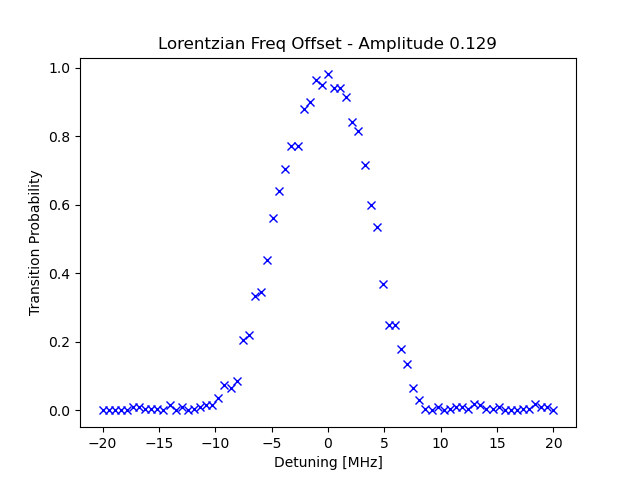 Lorentzian Freq Offset - Amplitude 0.129
1.0
0.8
0.6
0.4
0.2
0.0
Transition Probability
−20 −15 −10 −5 0 5 10 15 20
Detuning [MHz]